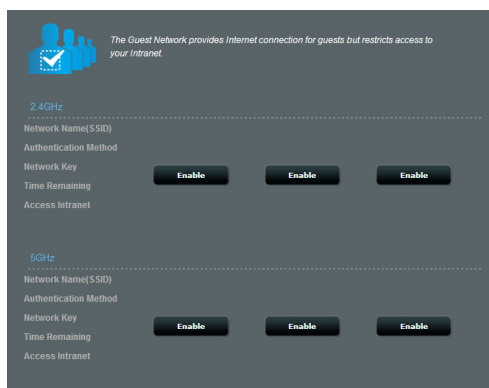 The Guest Network provides Internet connection for guests but restricts access to
your Intranet.
2.4GHz
Network Name(SSID)
Authentication Method
Network Key
Enable Enable Enable
Time Remaining
Access Intranet
5GHz
Network Name(SSID)
Authentication Method
Network Key
Enable Enable Enable
Time Remaining
Access Intranet